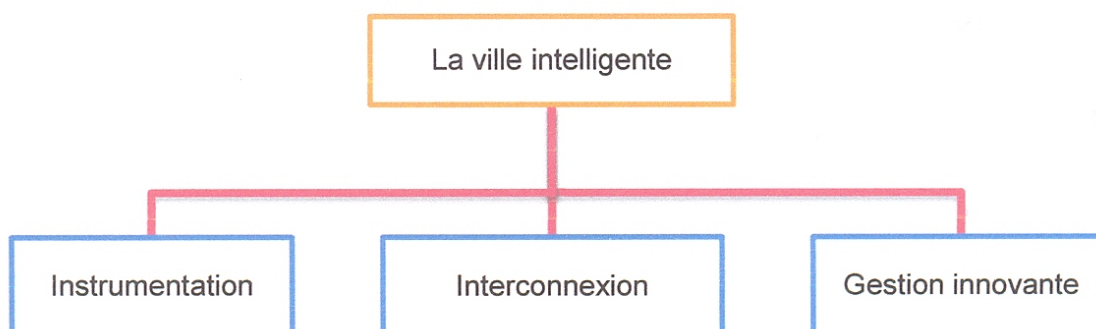 La ville intelligente
Instrumentation
Interconnexion
Gestion innovante